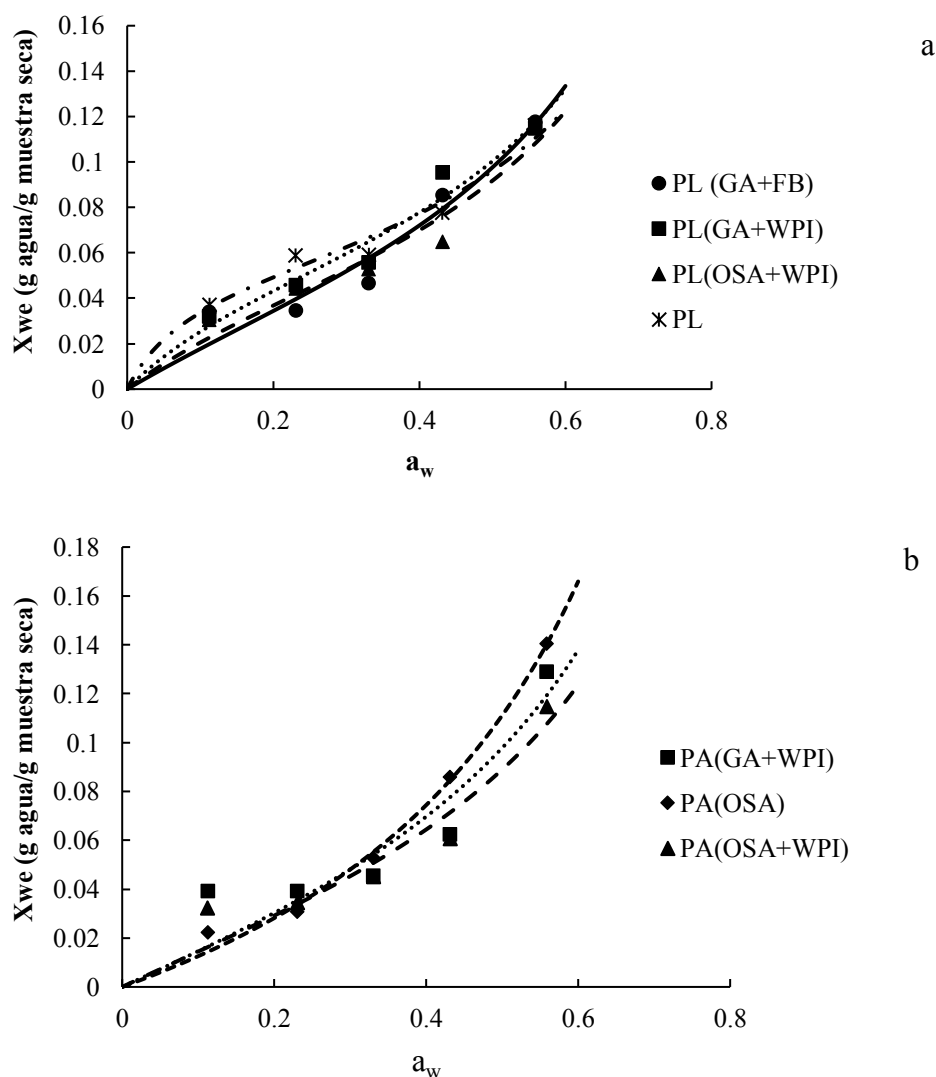 a
Xwe (g agua/g muestra seca)
0.16
0.14
0.12
0.1
0.08
0.06
0.04
0.02
0
0 0.2 0.4 0.6 0.8
aw
PL (GA+FB)
PL(GA+WPI)
PL(OSA+WPI)
PL
b
Xwe (g agua/g muestra seca)
0.18
0.16
0.14
0.12
0.1
0.08
0.06
0.04
0.02
0
0 0.2 0.4 0.6 0.8
aw
PA(GA+WPI)
PA(OSA)
PA(OSA+WPI)